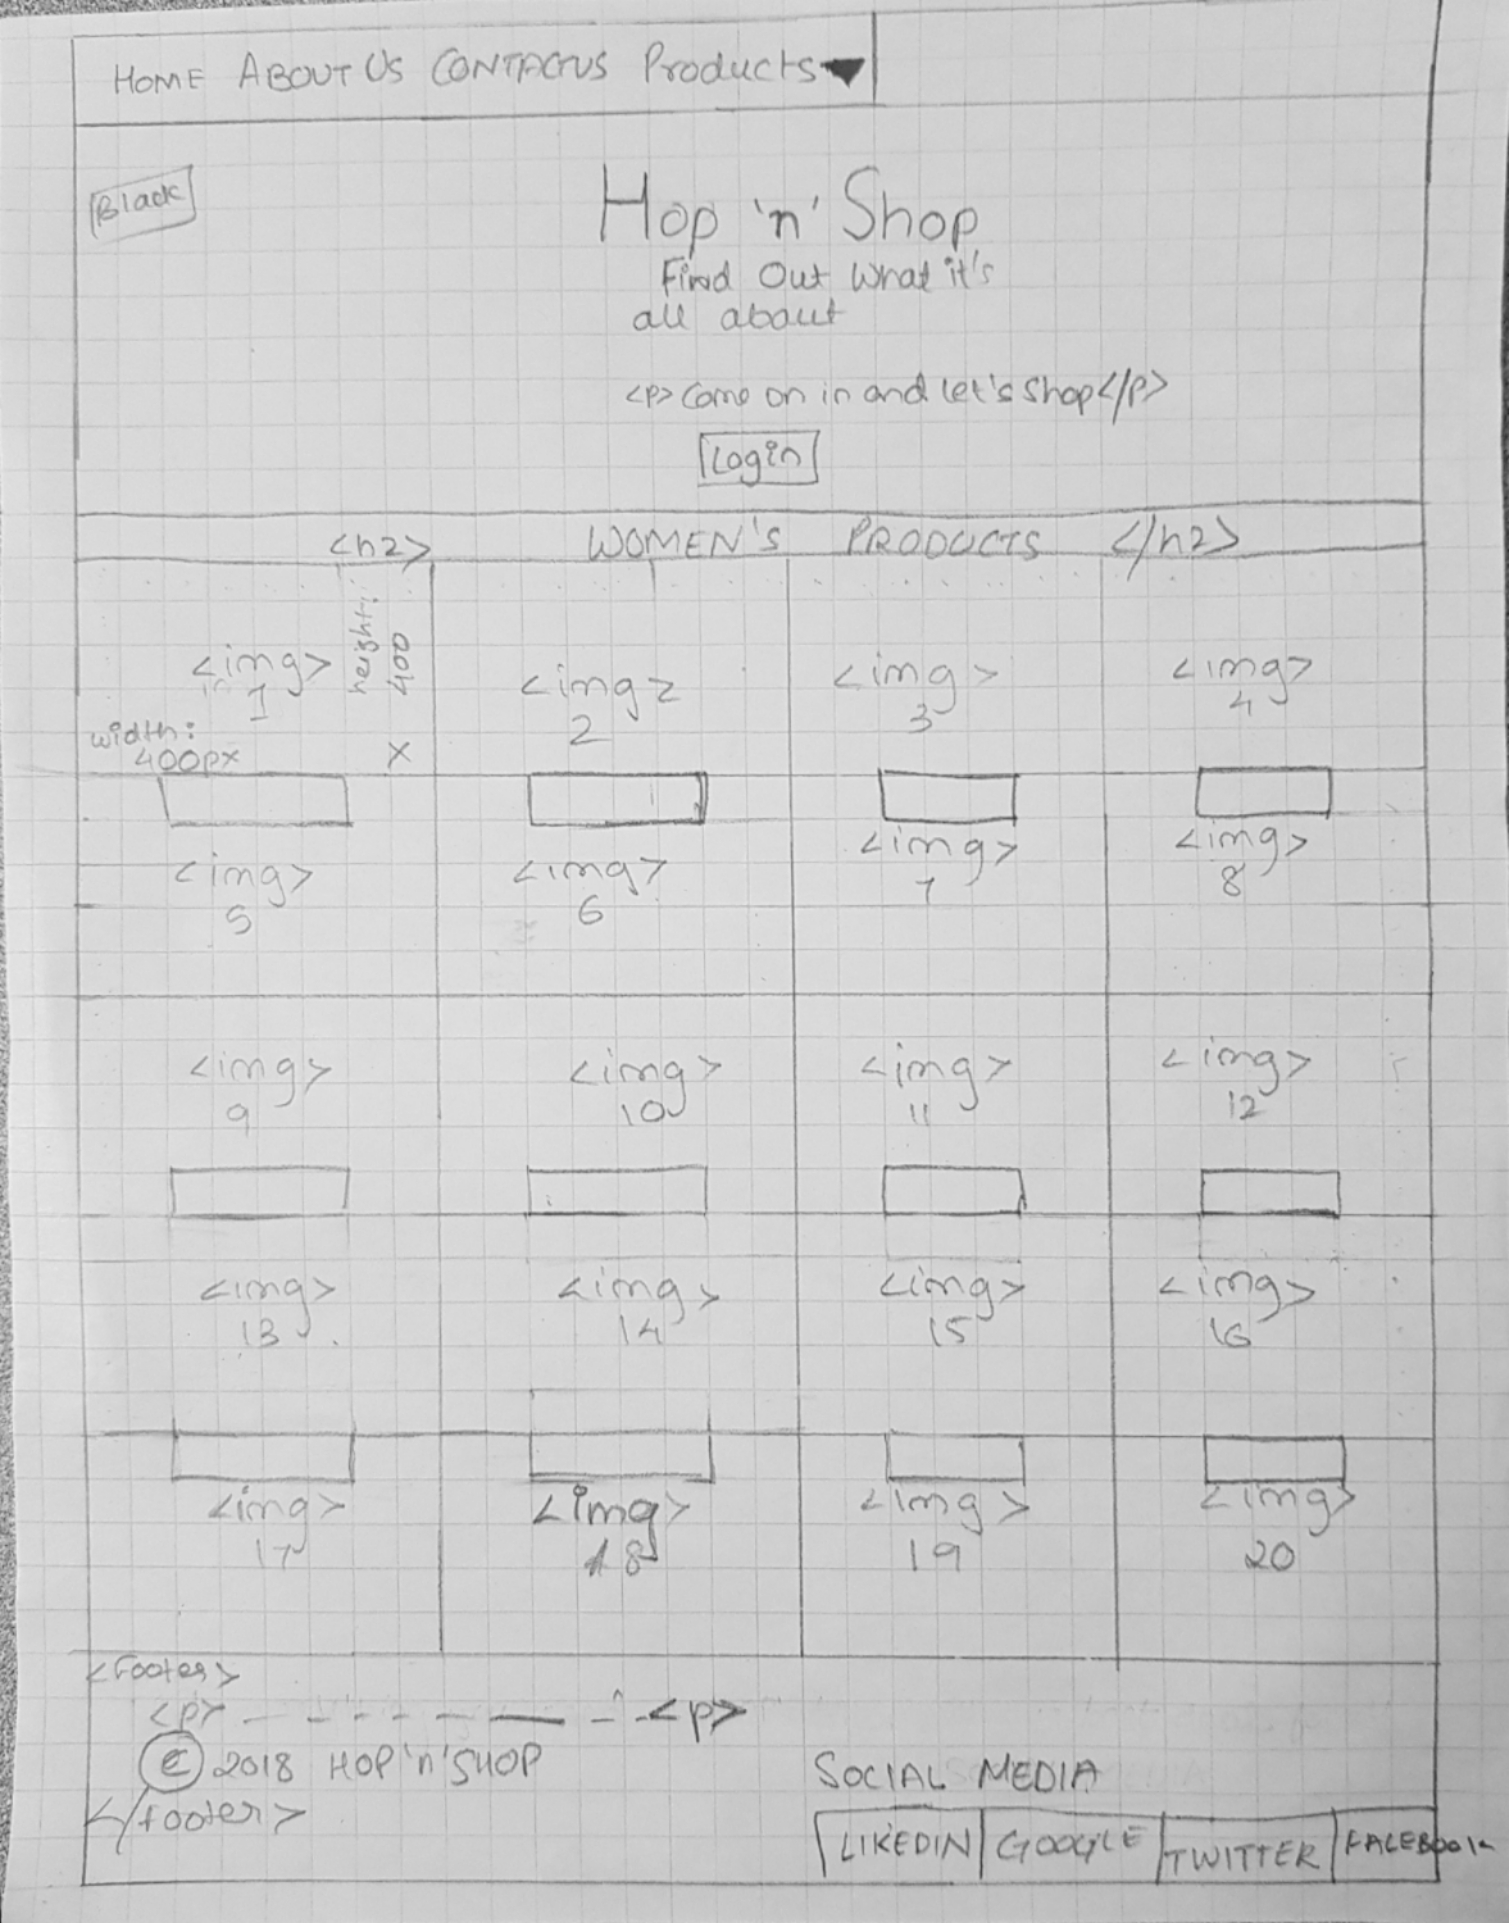 HOME ABOUT US CONTACTUS Products
Black
Hop 'n' Shop
Find Out What it's
all about
<p> Come on in and Let's Shop </p>
Login
<h2> WOMEN'S PRODUCTS </h2>
<img> 1
height: 400
width: 400px
X
<img> 2
<img> 3
<img> 4
<img> 5
<img> 6
<img> 7
<img> 8
<img> 9
<img> 10
<img> 11
<img> 12
<img> 13
<img> 14
<img> 15
<img> 16
<img> 17
<img> 18
<img> 19
<img> 20
<Footer>
<p> - - - - - - - - <p>
© 2018 HOP 'n' SHOP
</footer>
SOCIAL MEDIA
LIKEDIN GOOGLE TWITTER FACEBOOK